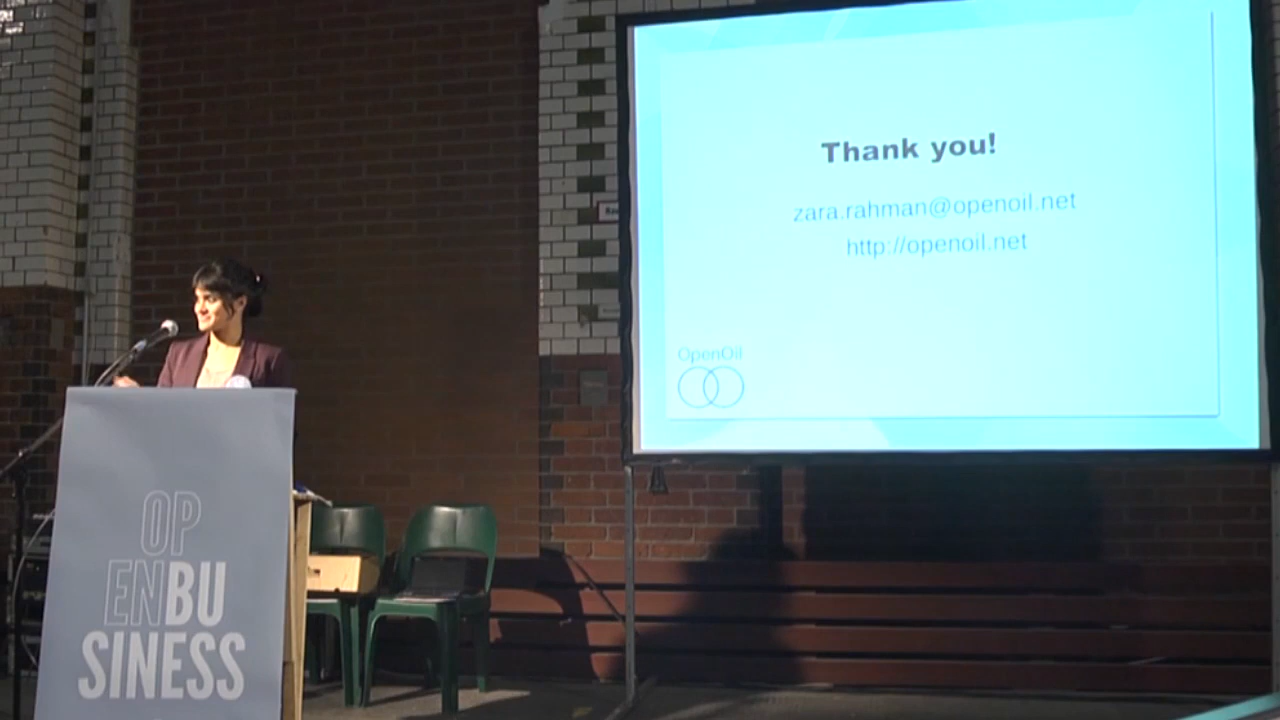 Thank you!
zara.rahman@openoil.net
http://openoil.net
OpenOil
OP
ENBU
SINESS